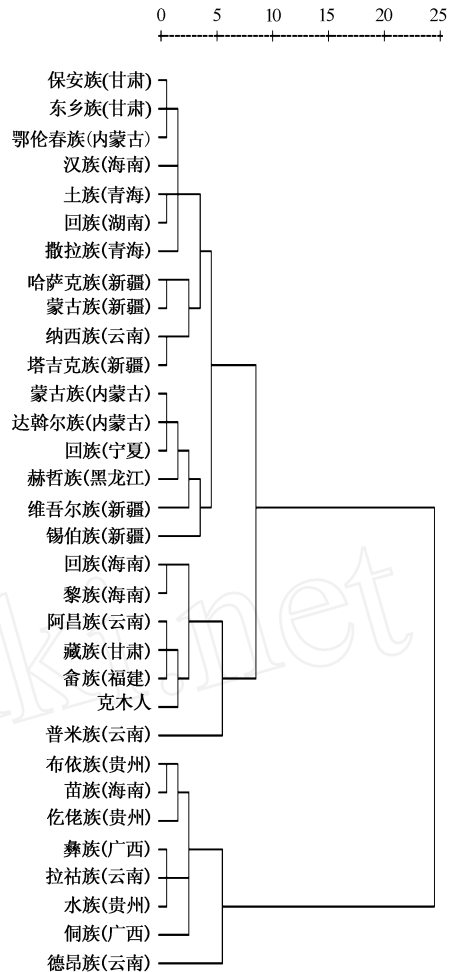 0 5 10 15 20 25
保安族(甘肃)
东乡族(甘肃)
鄂伦春族(内蒙古)
汉族(海南)
土族(青海)
回族(湖南)
撒拉族(青海)
哈萨克族(新疆)
蒙古族(新疆)
纳西族(云南)
塔吉克族(新疆)
蒙古族(内蒙古)
达斡尔族(内蒙古)
回族(宁夏)
赫哲族(黑龙江)
维吾尔族(新疆)
锡伯族(新疆)
回族(海南)
黎族(海南)
阿昌族(云南)
藏族(甘肃)
畲族(福建)
克木人
普米族(云南)
布依族(贵州)
苗族(海南)
仡佬族(贵州)
彝族(广西)
拉祜族(云南)
水族(贵州)
侗族(广西)
德昂族(云南)
ki.net